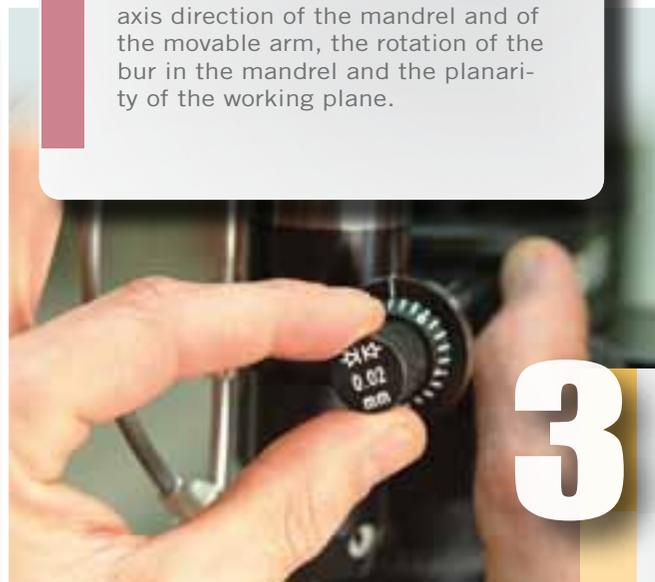 axis direction of the mandrel and of
the movable arm, the rotation of the
bur in the mandrel and the planari-
ty of the working plane.
0.02
mm
3